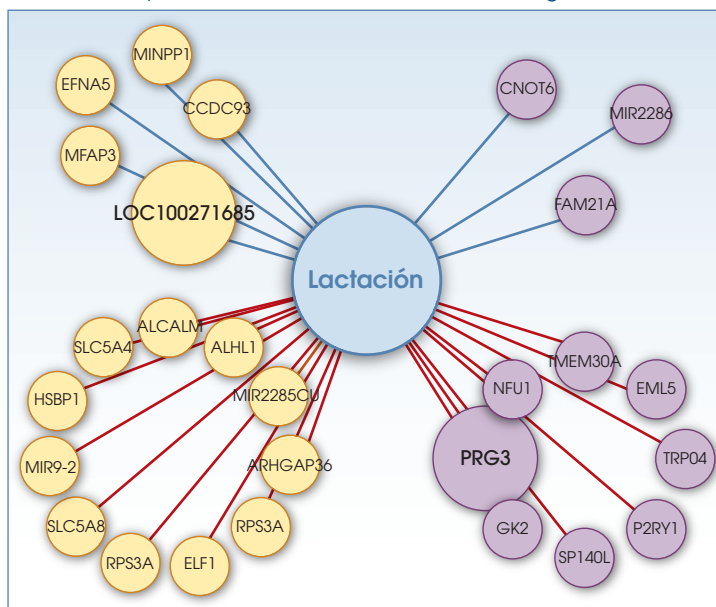 MINPP1
EFNA5
CCDC93
MFAP3
LOC100271685
CNOT6
MIR2286
FAM21A
Lactación
ALCALM
SLC5A4
ALHL1
HSBP1
MIR2285CU
MIR9-2
ARHGAP36
SLC5A8
RPS3A
RPS3A
ELF1
TMEM30A
NFU1
EML5
PRG3
TRP04
GK2
P2RY1
SP140L